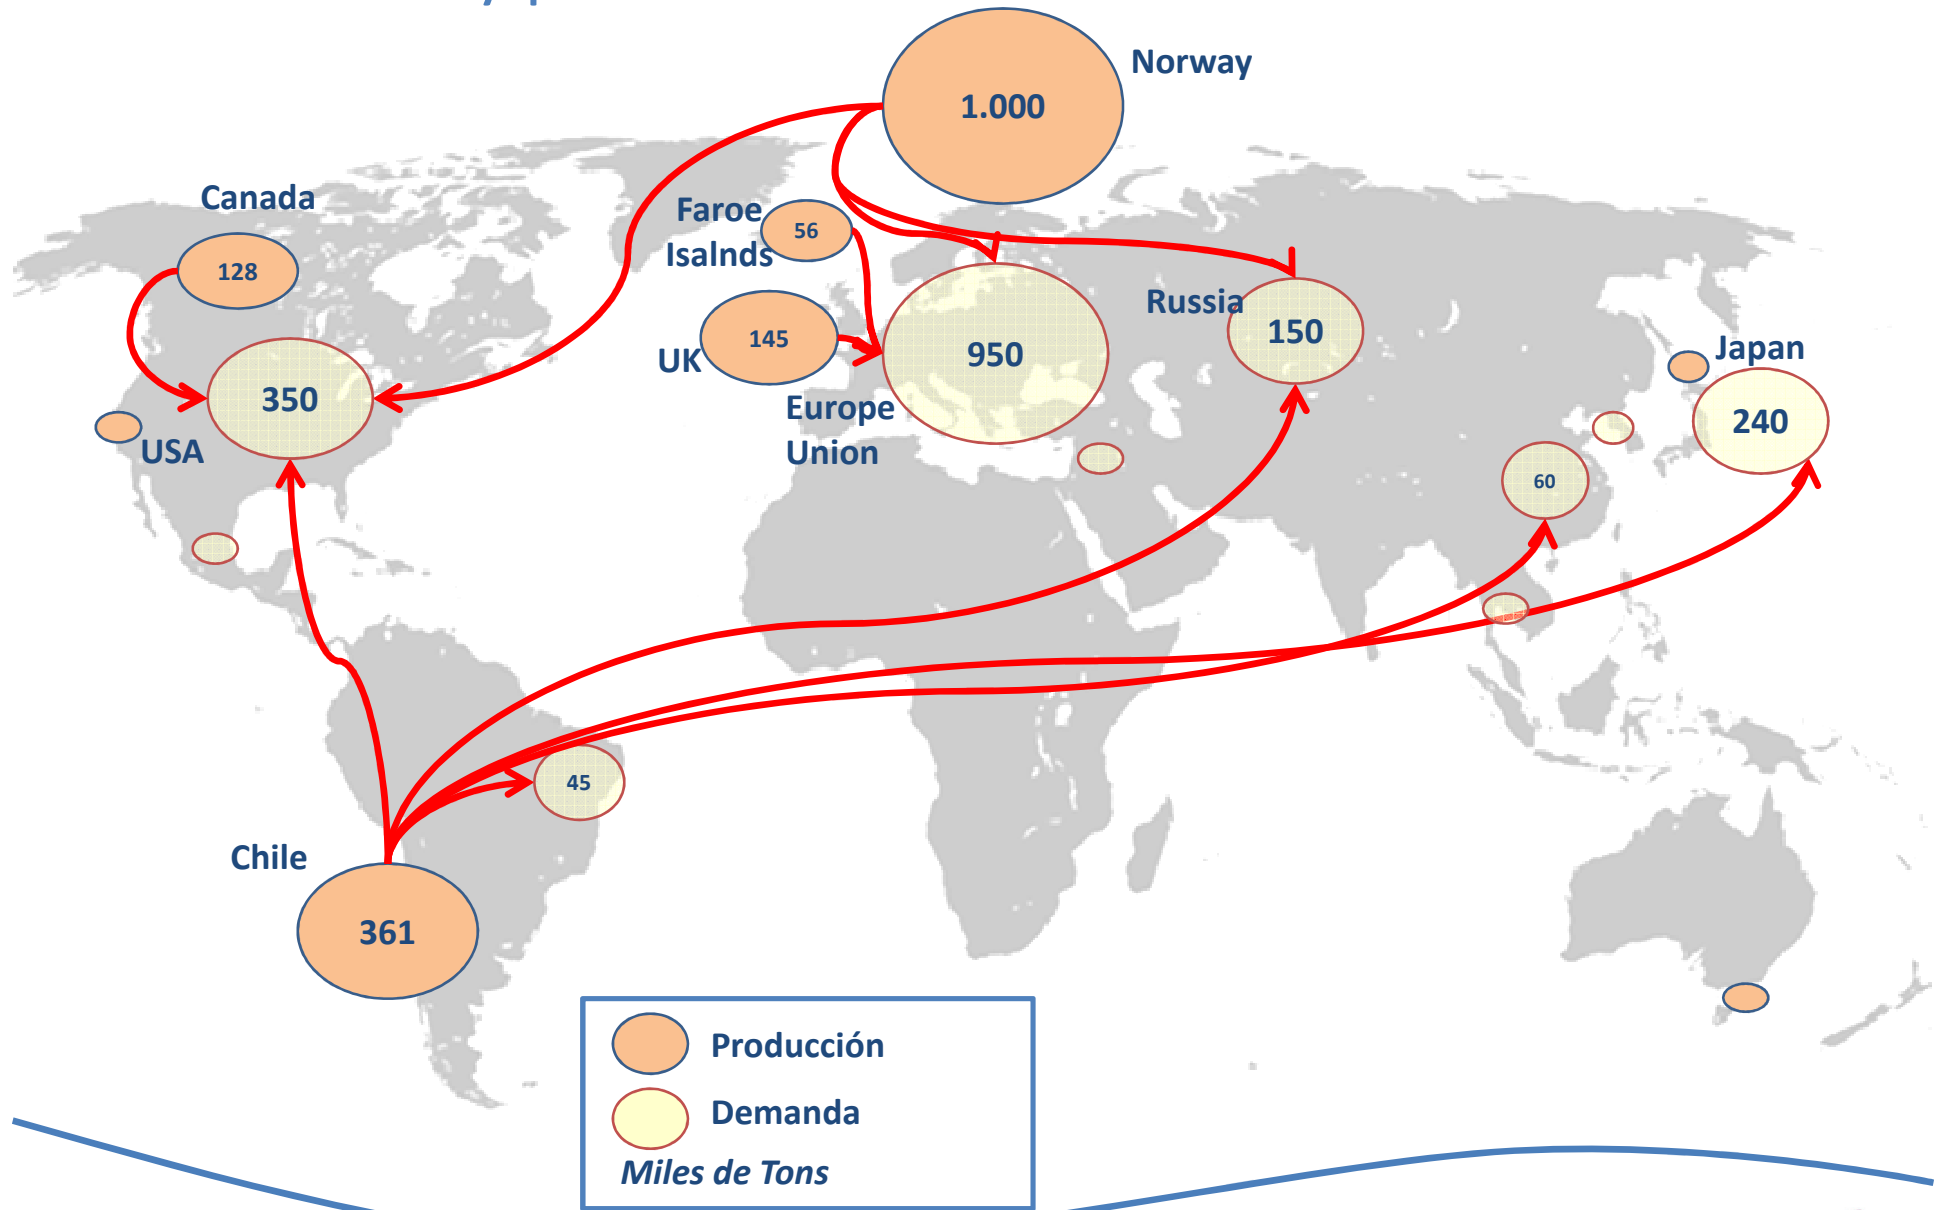 Norway
1.000
Canada
128
Faroe
Isalnds
56
Russia
150
UK
145
950
Japan
240
350
USA
Europe
Union
60
45
Chile
361
Producción
Demanda
Miles de Tons